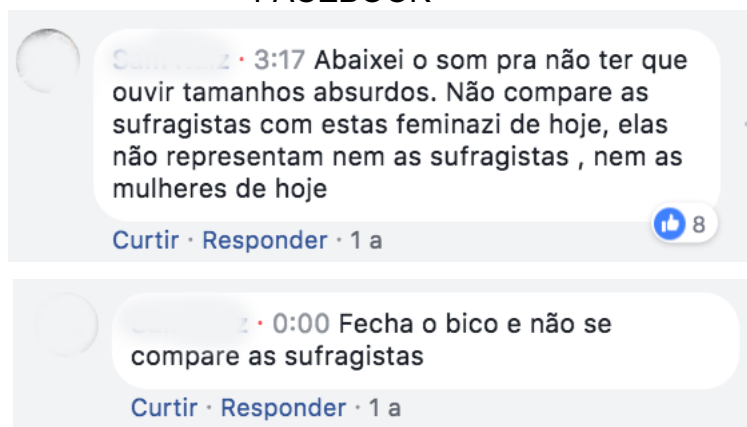 FACEBOOK
· 3:17 Abaixei o som pra não ter que
ouvir tamanhos absurdos. Não compare as
sufragistas com estas feminazi de hoje, elas
não representam nem as sufragistas , nem as
mulheres de hoje
8
Curtir · Responder · 1 a
· 0:00 Fecha o bico e não se
compare as sufragistas
Curtir · Responder · 1 a